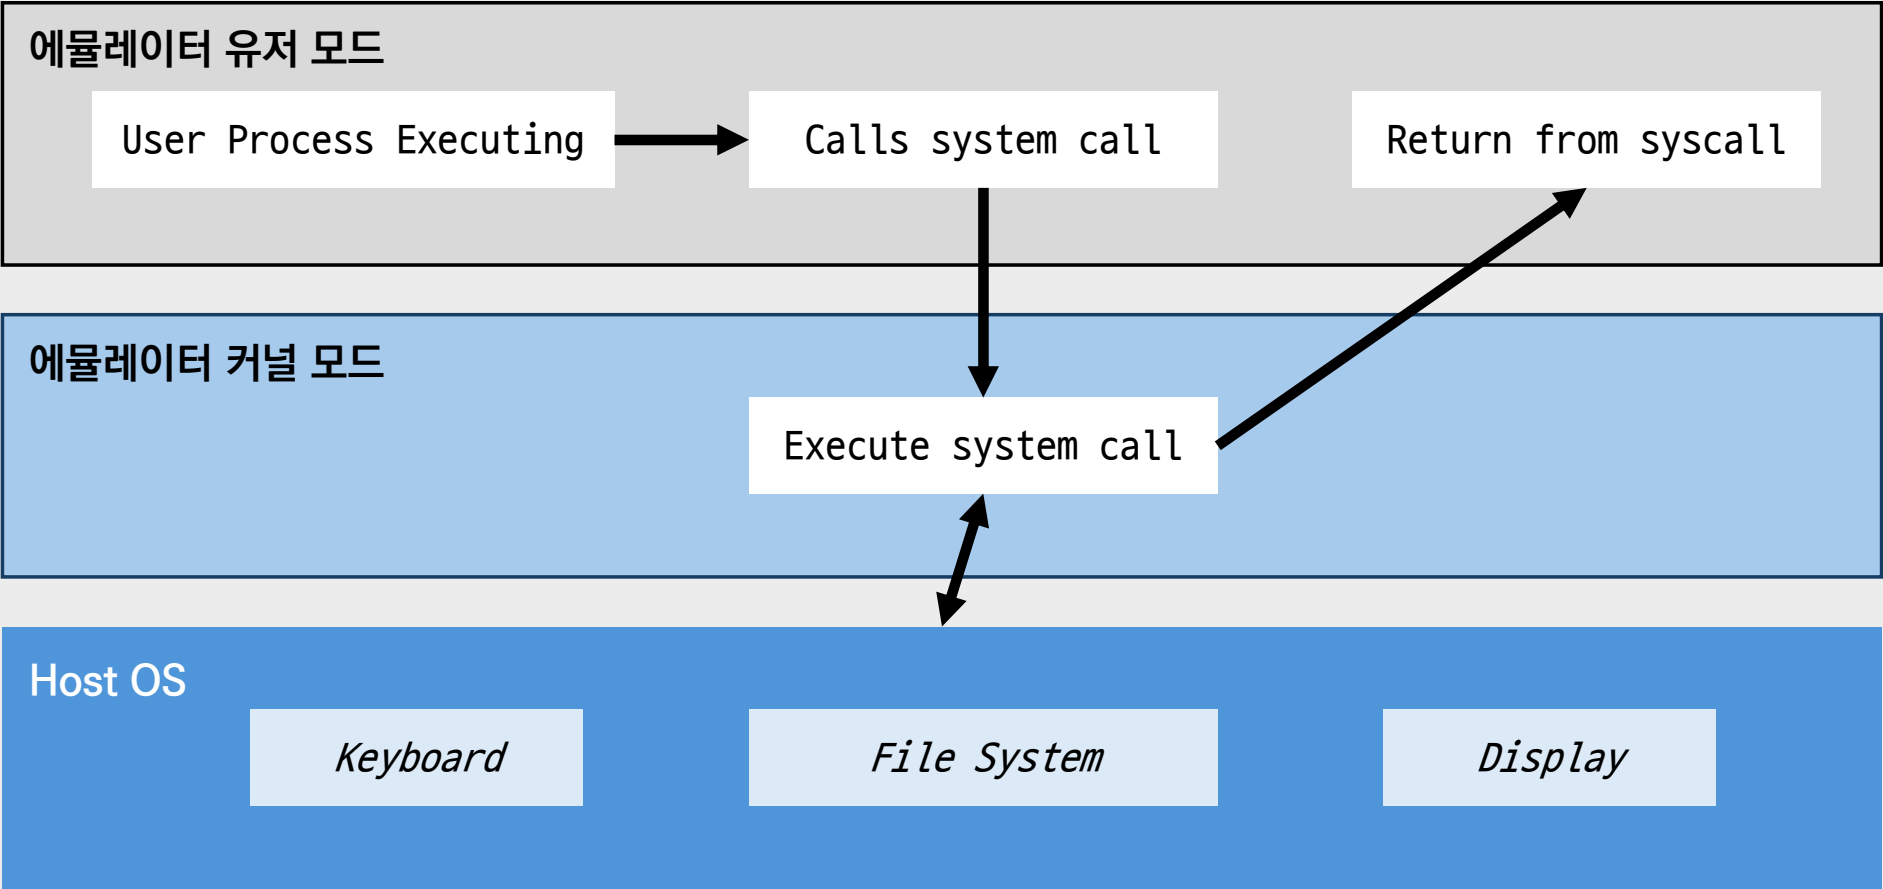 에뮬레이터 유저 모드
User Process Executing
Calls system call
Return from syscall
에뮬레이터 커널 모드
Execute system call
Host OS
Keyboard
File System
Display